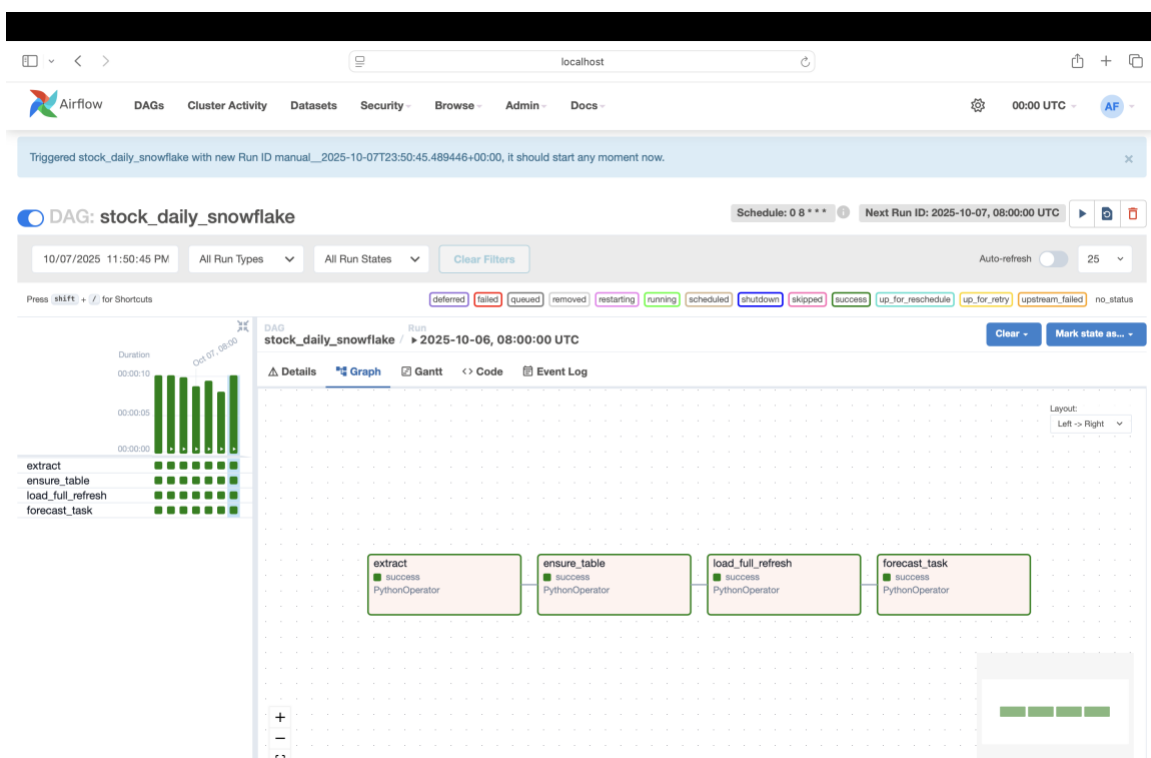 localhost
Airflow DAGs Cluster Activity Datasets Security Browse Admin Docs 00:00 UTC AF
Triggered stock_daily_snowflake with new Run ID manual__2025-10-07T23:50:45.489446+00:00, it should start any moment now.
DAG: stock_daily_snowflake
Schedule: 0 8 * * * Next Run ID: 2025-10-07, 08:00:00 UTC
10/07/2025 11:50:45 PM All Run Types All Run States Clear Filters Auto-refresh 25
Press shift + / for Shortcuts
deferred failed queued removed restarting running scheduled shutdown skipped success up_for_reschedule up_for_retry upstream_failed no_status
Duration
Oct 07, 08:00
00:00:10
00:00:05
00:00:00
extract
ensure_table
load_full_refresh
forecast_task
DAG Run
stock_daily_snowflake / 2025-10-06, 08:00:00 UTC
Clear Mark state as...
Details Graph Gantt Code Event Log
Layout:
Left -> Right
extract
success
PythonOperator
ensure_table
success
PythonOperator
load_full_refresh
success
PythonOperator
forecast_task
success
PythonOperator